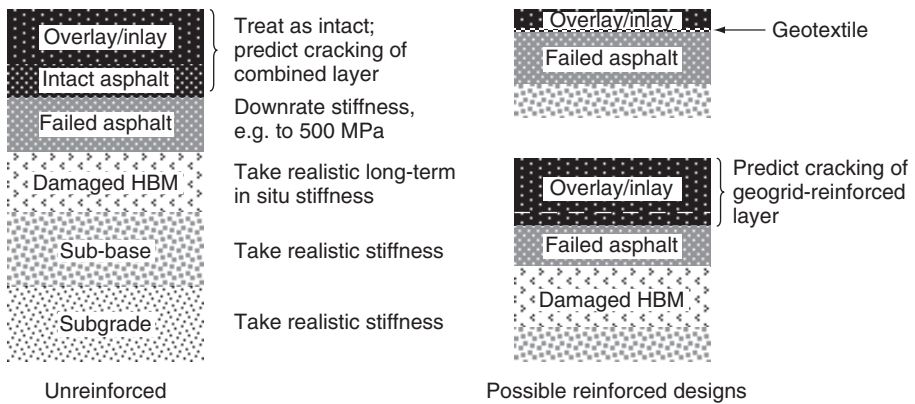 Overlay/inlay
Intact asphalt
Failed asphalt
Damaged HBM
Sub-base
Subgrade
Treat as intact;
predict cracking of
combined layer
Downrate stiffness,
e.g. to 500 MPa
Take realistic long-term
in situ stiffness
Take realistic stiffness
Take realistic stiffness
Unreinforced
Overlay/inlay
Geotextile
Failed asphalt
Overlay/inlay
Failed asphalt
Damaged HBM
Predict cracking of
geogrid-reinforced
layer
Possible reinforced designs